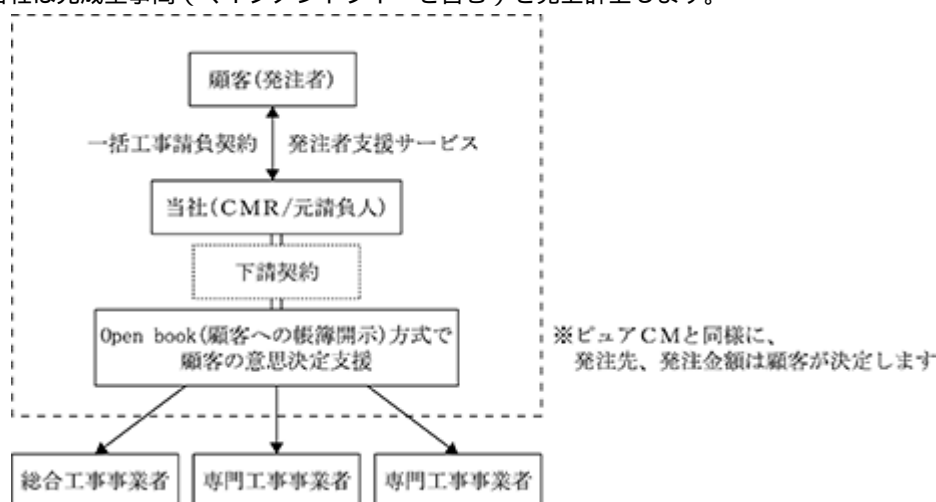 当社は完成工事高(マネジメントフィーを含む)を売上計上します。
顧客(発注者)
一括工事請負契約
発注者支援サービス
当社(CMR/元請負人)
下請契約
Open book(顧客への帳簿開示)方式で
顧客の意思決定支援
※ピュアCMと同様に、
発注先、発注金額は顧客が決定します
総合工事事業者
専門工事事業者
専門工事事業者